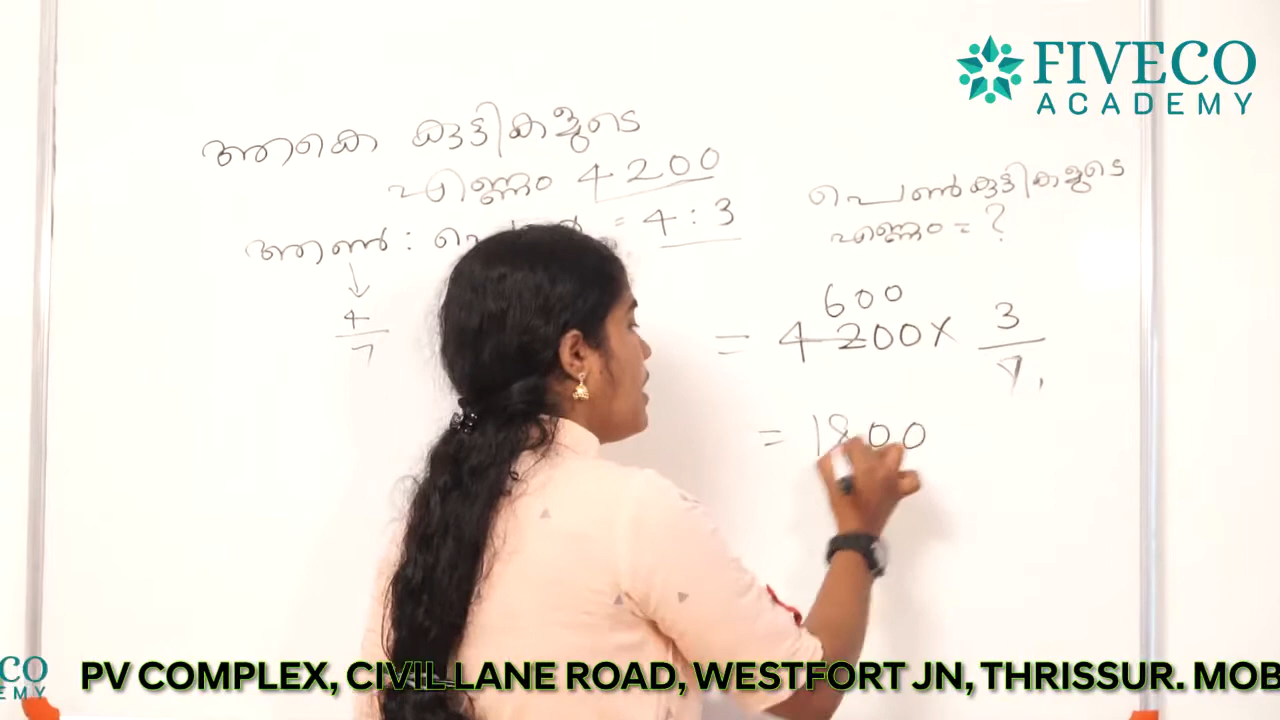 ആകെ കുട്ടികളുടെ
എണ്ണം 4200
ആൺ : = 4 : 3
4
7
പെൺകുട്ടികളുടെ
എണ്ണം = ?
600
= 4200 × 3
7
= 1800
FIVECO
ACADEMY
PV COMPLEX, CIVIL LANE ROAD, WESTFORT JN, THRISSUR. MOB